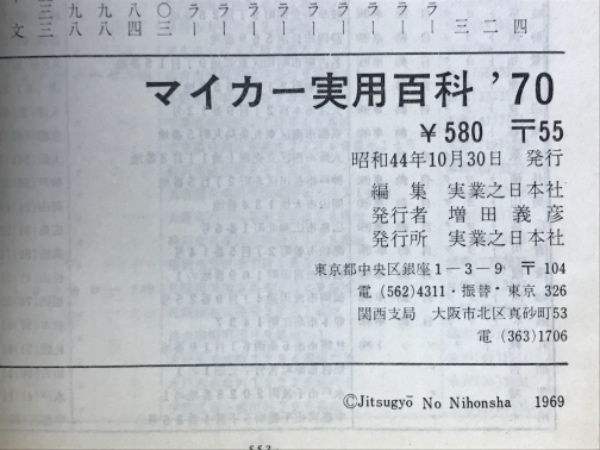 マイカー実用百科 '70
￥580 〒55
昭和44年10月30日 発行
編 集 実業之日本社
発行者 増田義彦
発行所 実業之日本社
東京都中央区銀座1－3－9 〒104
電 (562)4311・振替・東京 326
関西支局 大阪市北区真砂町53
電 (363)1706
©Jitsugyō No Nihonsha 1969